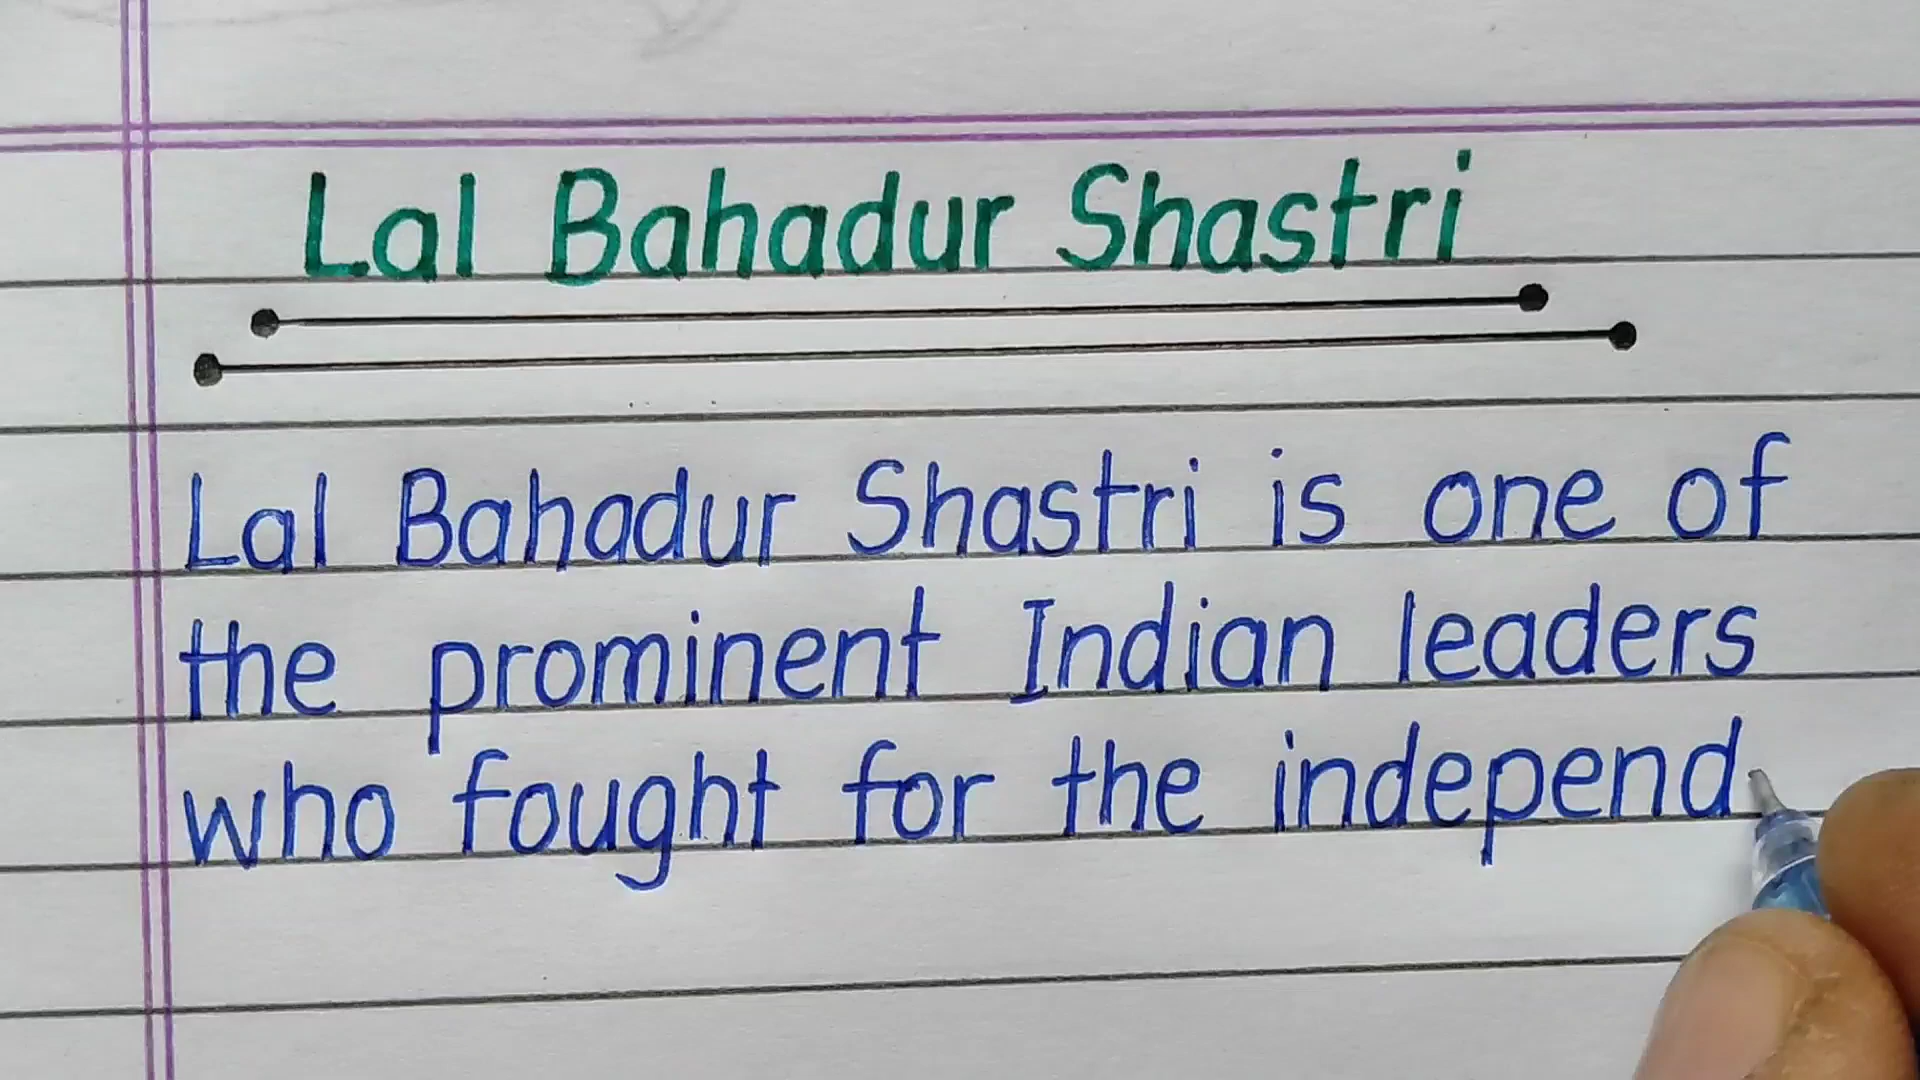 Lal Bahadur Shastri
Lal Bahadur Shastri is one of
the prominent Indian leaders
who fought for the independ